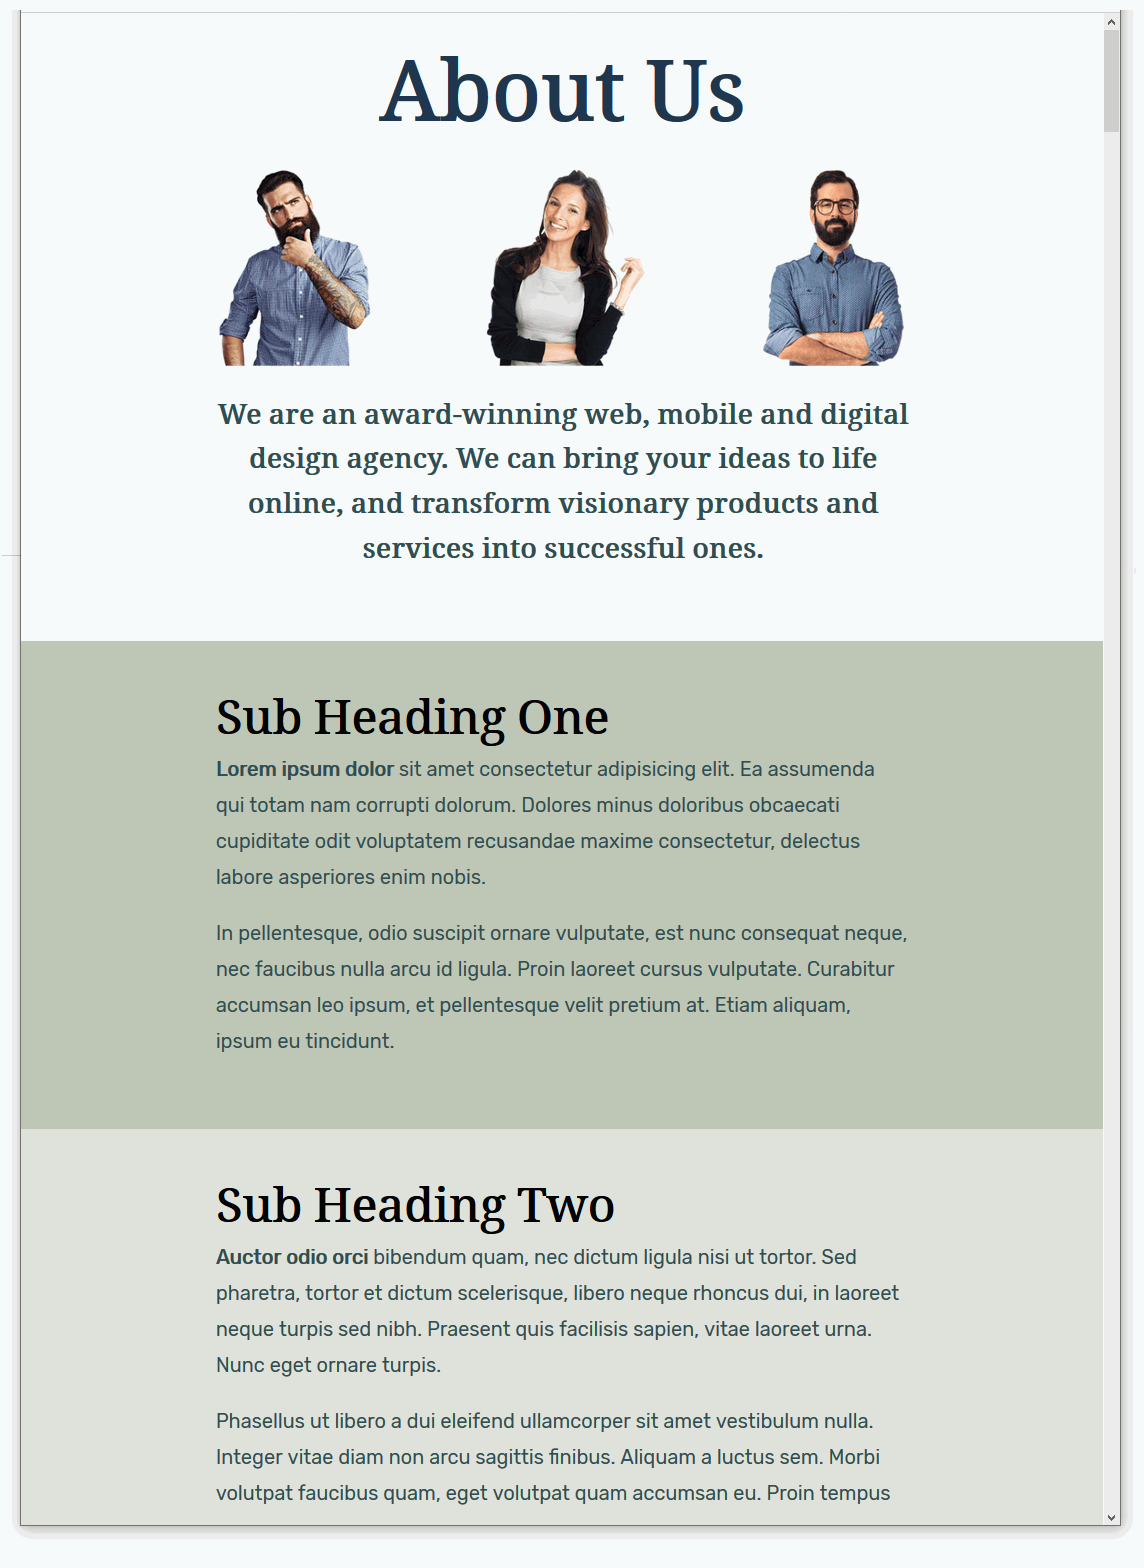 About Us
We are an award-winning web, mobile and digital
design agency. We can bring your ideas to life
online, and transform visionary products and
services into successful ones.
Sub Heading One
Lorem ipsum dolor sit amet consectetur adipisicing elit. Ea assumenda
qui totam nam corrupti dolorum. Dolores minus doloribus obcaecati
cupiditate odit voluptatem recusandae maxime consectetur, delectus
labore asperiores enim nobis.
In pellentesque, odio suscipit ornare vulputate, est nunc consequat neque,
nec faucibus nulla arcu id ligula. Proin laoreet cursus vulputate. Curabitur
accumsan leo ipsum, et pellentesque velit pretium at. Etiam aliquam,
ipsum eu tincidunt.
Sub Heading Two
Auctor odio orci bibendum quam, nec dictum ligula nisi ut tortor. Sed
pharetra, tortor et dictum scelerisque, libero neque rhoncus dui, in laoreet
neque turpis sed nibh. Praesent quis facilisis sapien, vitae laoreet urna.
Nunc eget ornare turpis.
Phasellus ut libero a dui eleifend ullamcorper sit amet vestibulum nulla.
Integer vitae diam non arcu sagittis finibus. Aliquam a luctus sem. Morbi
volutpat faucibus quam, eget volutpat quam accumsan eu. Proin tempus